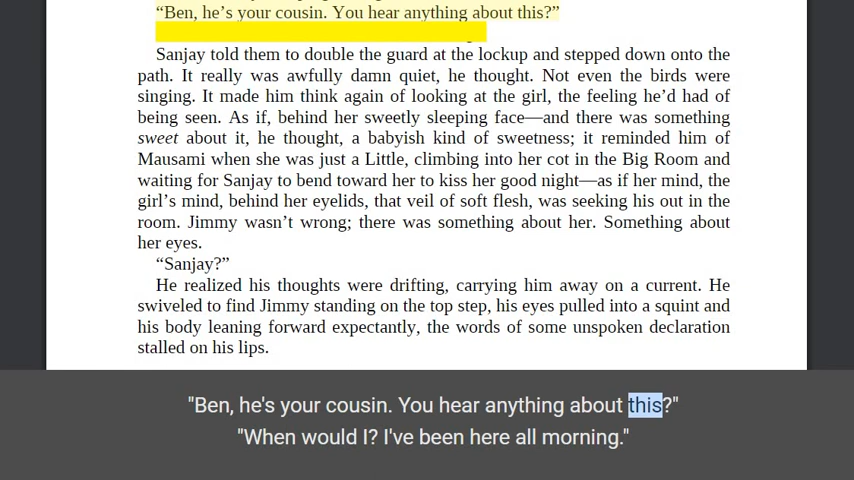 “Ben, he’s your cousin. You hear anything about this?”
Sanjay told them to double the guard at the lockup and stepped down onto the
path. It really was awfully damn quiet, he thought. Not even the birds were
singing. It made him think again of looking at the girl, the feeling he’d had of
being seen. As if, behind her sweetly sleeping face—and there was something
sweet about it, he thought, a babyish kind of sweetness; it reminded him of
Mausami when she was just a Little, climbing into her cot in the Big Room and
waiting for Sanjay to bend toward her to kiss her good night—as if her mind, the
girl’s mind, behind her eyelids, that veil of soft flesh, was seeking his out in the
room. Jimmy wasn’t wrong; there was something about her. Something about
her eyes.
“Sanjay?”
He realized his thoughts were drifting, carrying him away on a current. He
swiveled to find Jimmy standing on the top step, his eyes pulled into a squint and
his body leaning forward expectantly, the words of some unspoken declaration
stalled on his lips.
"Ben, he's your cousin. You hear anything about this?"
"When would I? I've been here all morning."